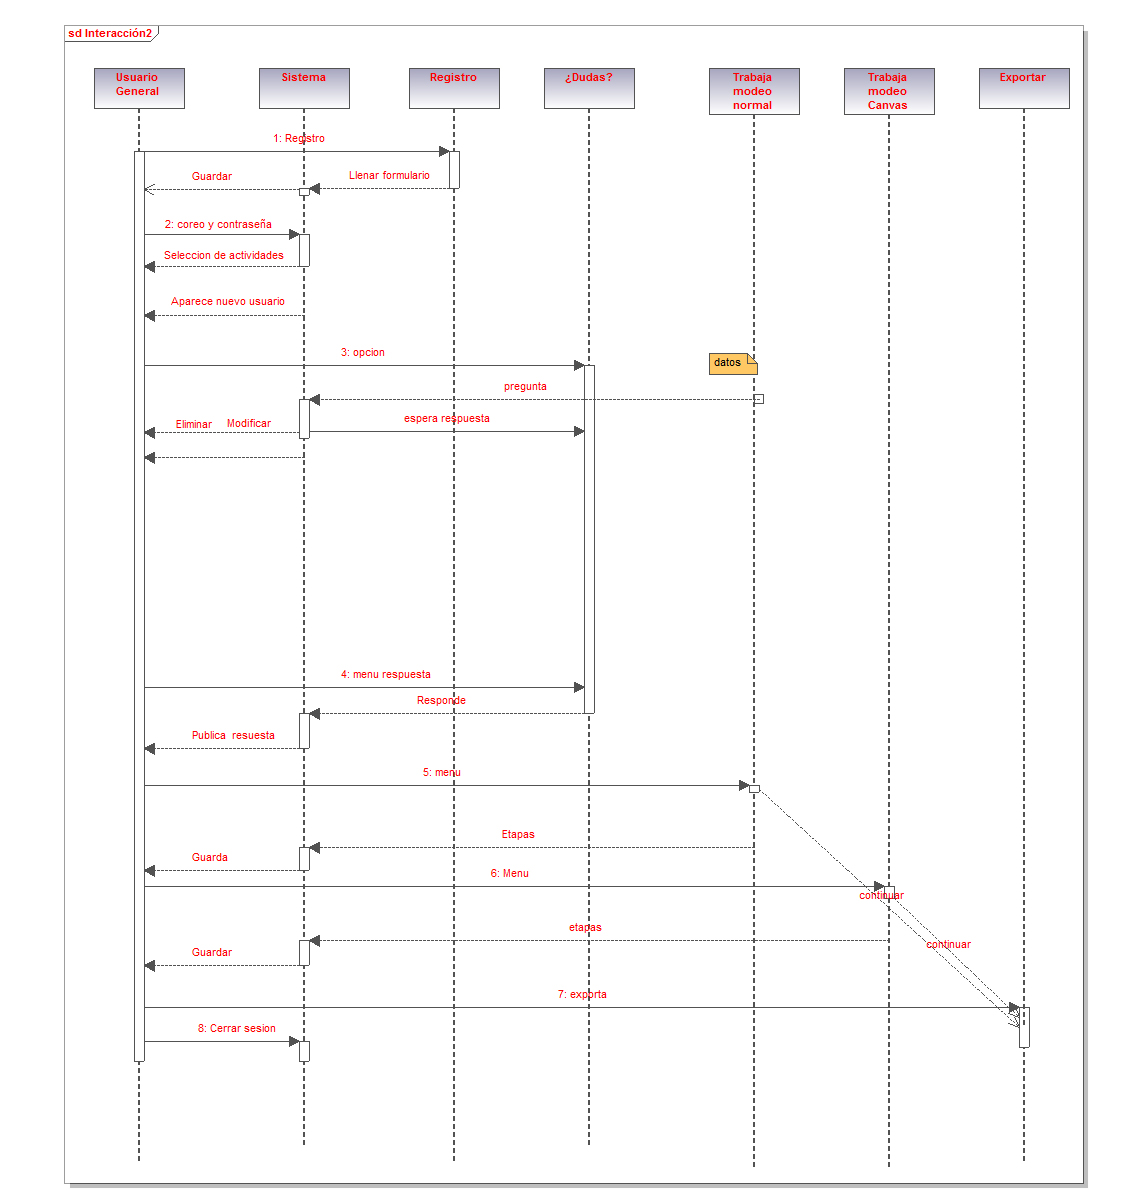 sd Interacción2
Usuario
General
Sistema
Registro
¿Dudas?
Trabaja
modeo
normal
Trabaja
modeo
Canvas
Exportar
1: Registro
Guardar
Llenar formulario
2: coreo y contraseña
Seleccion de actividades
Aparece nuevo usuario
3: opcion
datos
pregunta
espera respuesta
Eliminar Modificar
4: menu respuesta
Responde
Publica resuesta
5: menu
Etapas
Guarda
6: Menu
continuar
etapas
continuar
Guardar
7: exporta
8: Cerrar sesion